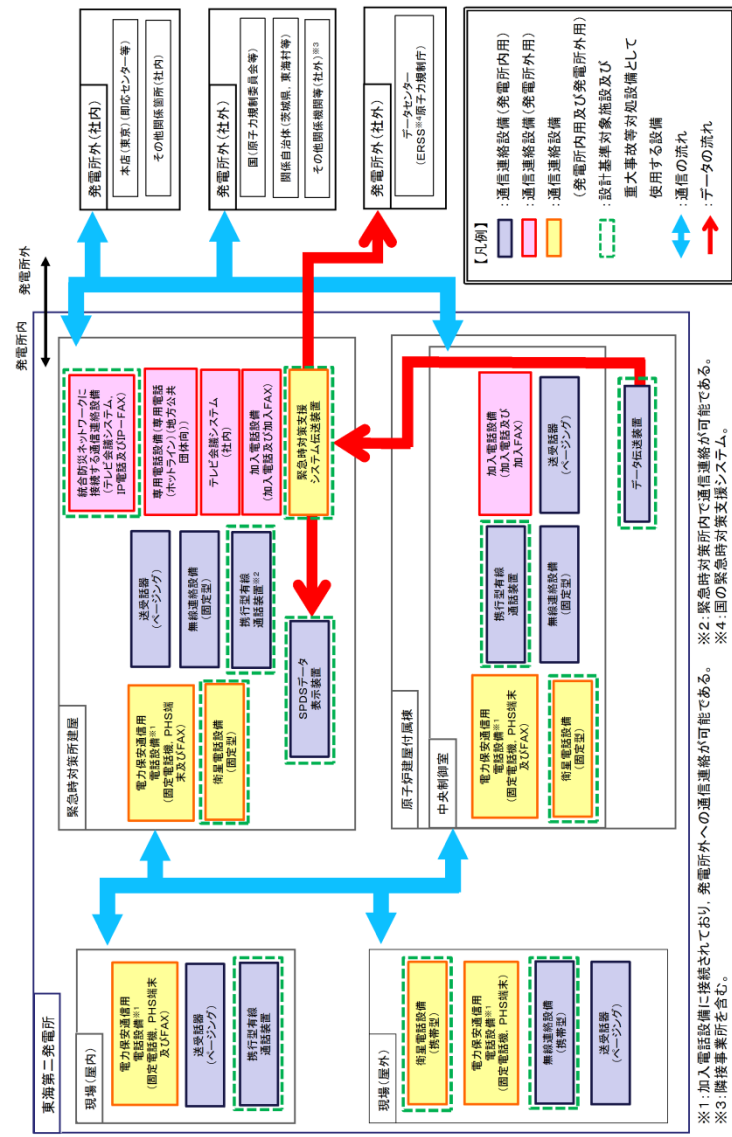 発電所内
発電所外
東海第二発電所
現場(屋内)
電力保安通信用
電話設備※1
(固定電話機、PHS端末
及びFAX)
送受話器
(ページング)
携行型有線
通話装置
現場(屋外)
衛星電話設備
(携帯型)
電力保安通信用
電話設備※1
(固定電話機、PHS端末)
無線連絡設備
(携帯型)
送受話器
(ページング)
緊急時対策所建屋
電力保安通信用
電話設備※1
(固定電話機、PHS端
末及びFAX)
衛星電話設備
(固定型)
送受話器
(ページング)
無線連絡設備
(固定型)
携行型有線
通話装置※2
SPDSデータ
表示装置
統合防災ネットワークに
接続する通信連絡設備
(テレビ会議システム、
IP電話及びIP-FAX)
専用電話設備(専用電話
(ホットライン)(地方公共
団体向))
テレビ会議システム
(社内)
加入電話設備
(加入電話及び加入FAX)
緊急時対策支援
システム伝送装置
原子炉建屋付属棟
中央制御室
電力保安通信用
電話設備※1
(固定電話機、PHS端末
及びFAX)
衛星電話設備
(固定型)
携行型有線
通話装置
無線連絡設備
(固定型)
加入電話設備
(加入電話及び
加入FAX)
送受話器
(ページング)
データ伝送装置
発電所外(社内)
本店(東京)(即応センター等)
その他関係箇所(社内)
発電所外(社外)
国(原子力規制委員会等)
関係自治体(茨城県、東海村等)
その他関係機関等(社外)※3
発電所外(社外)
データセンター
(ERSS※4原子力規制庁)
【凡例】
:通信連絡設備(発電所内用)
:通信連絡設備(発電所外用)
:通信連絡設備
(発電所内用及び発電所外用)
:設計基準対象施設及び
重大事故等対処設備として
使用する設備
:通信の流れ
:データの流れ
※1:加入電話設備に接続されており、発電所外への通信連絡が可能である。
※2:緊急時対策所内で通信連絡が可能である。
※3:隣接事業所を含む。
※4:国の緊急時対策支援システム。